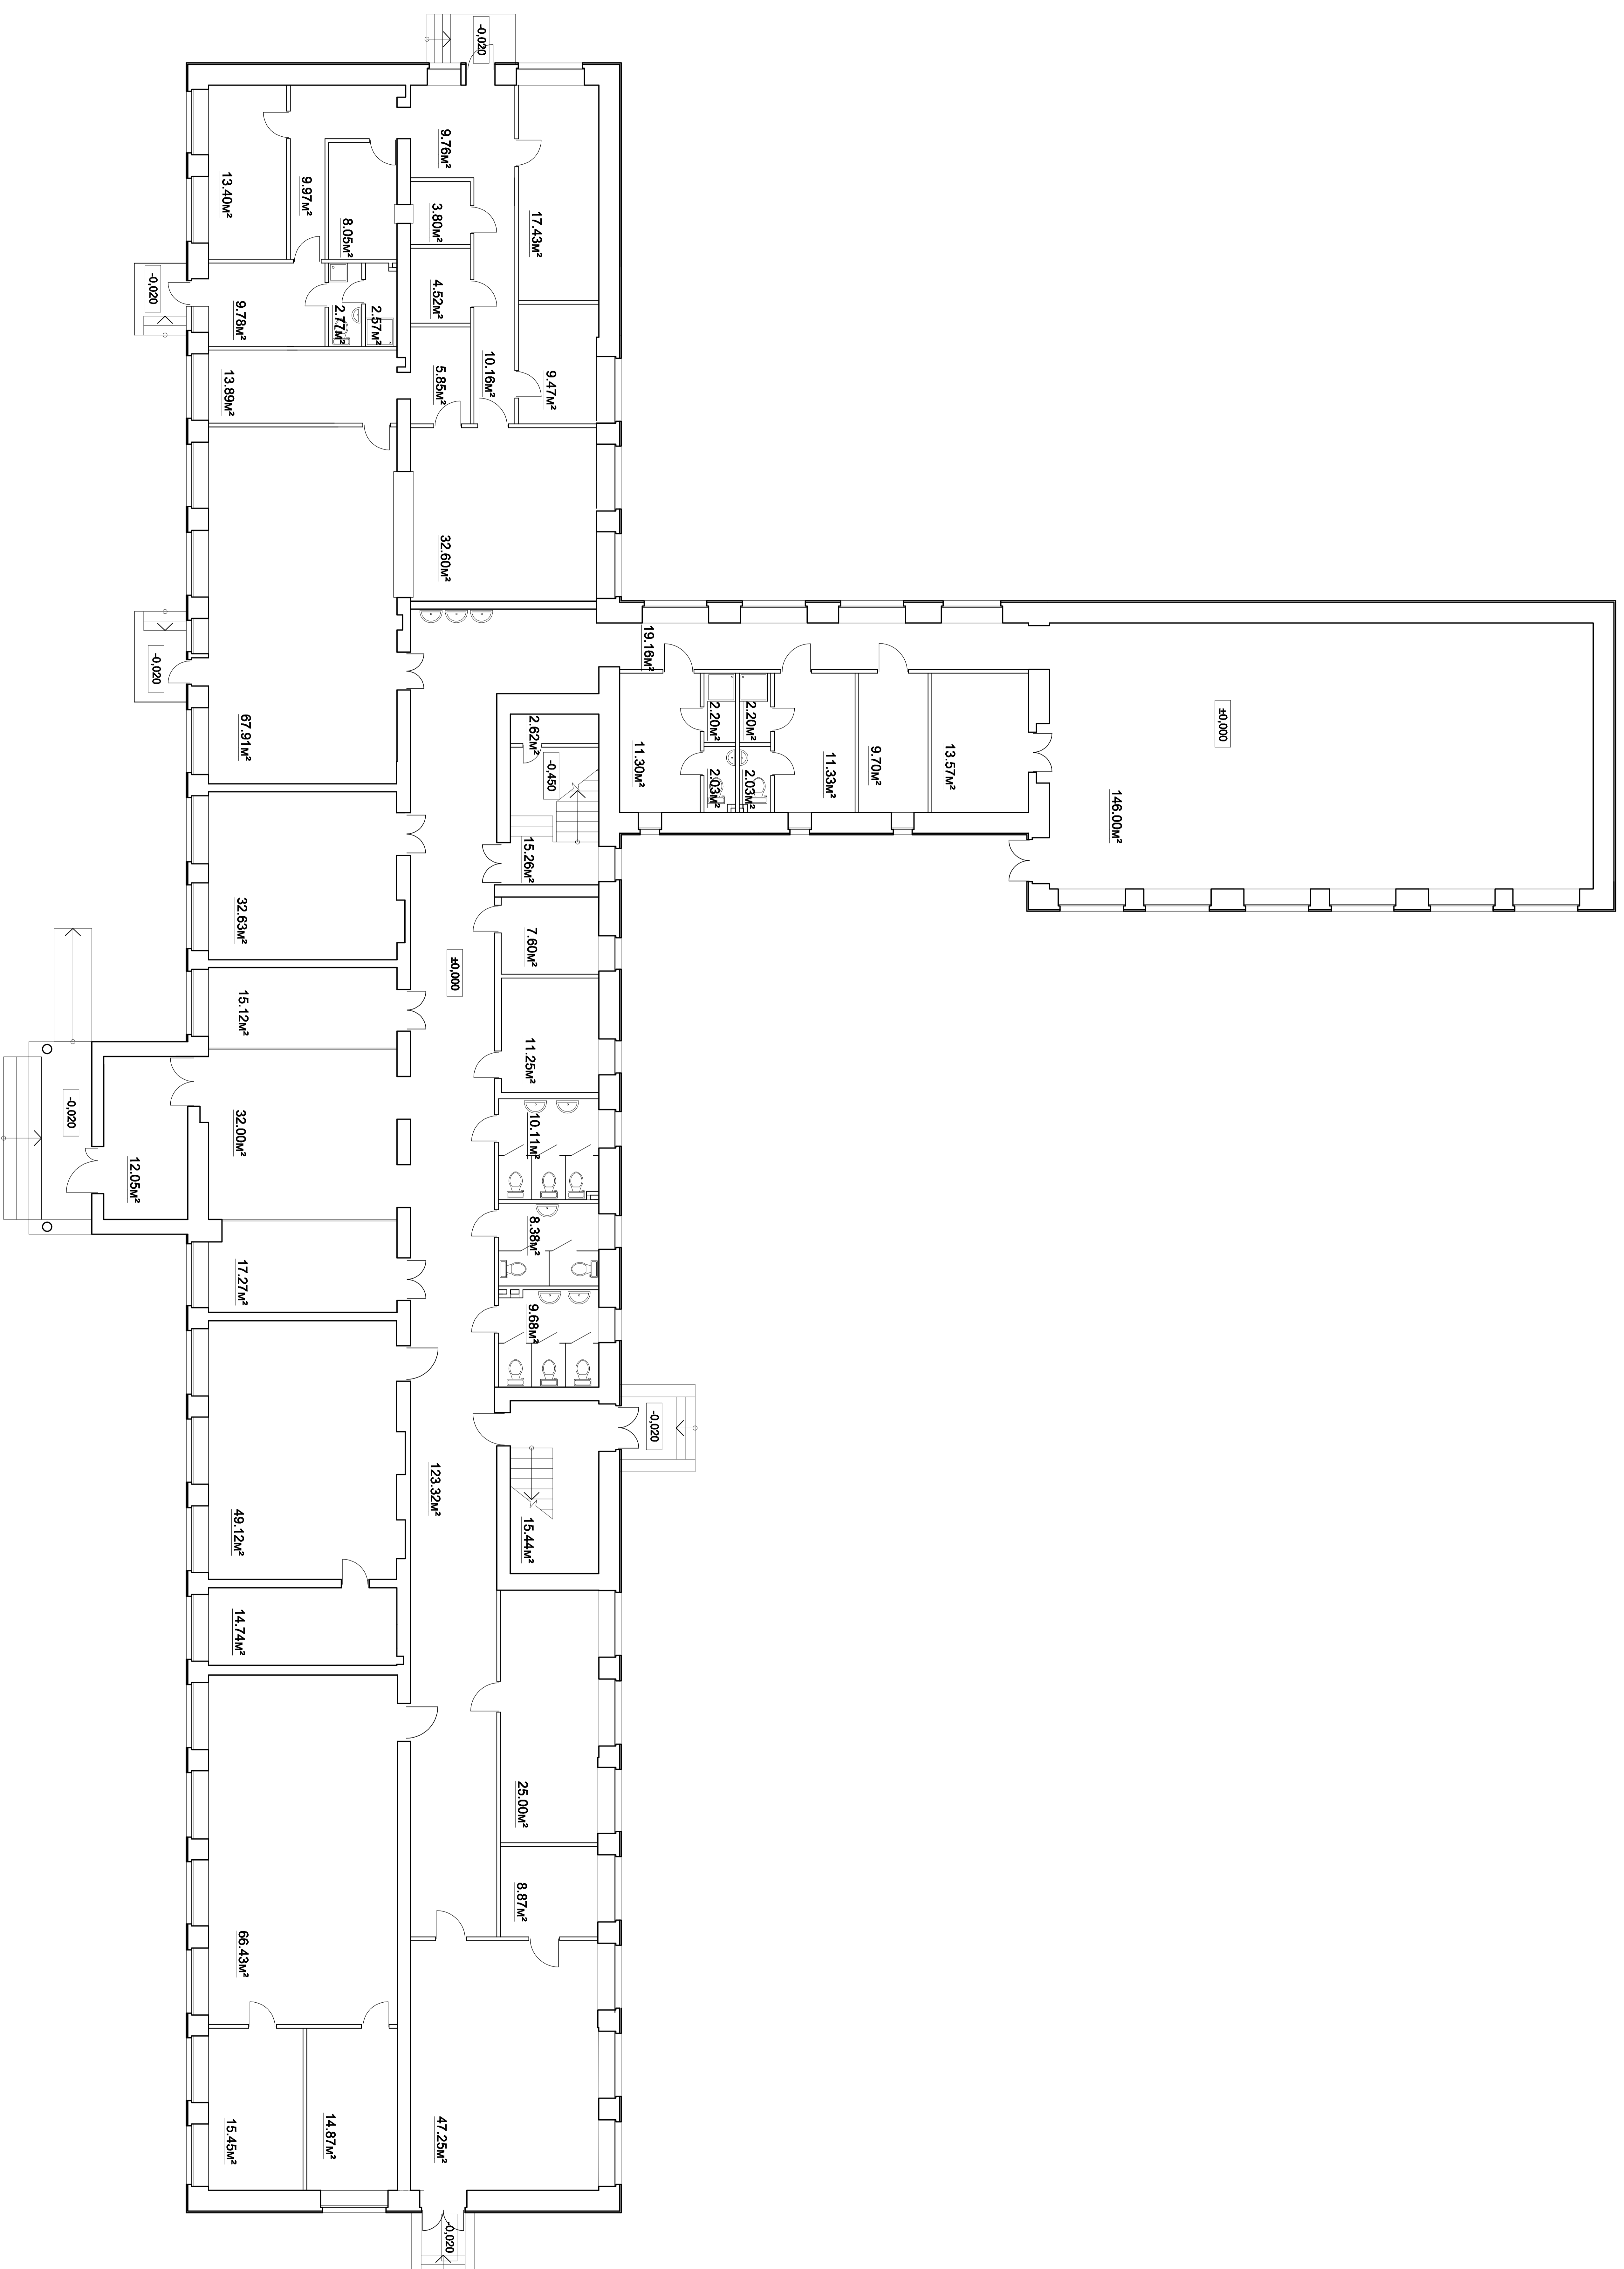 -0,020
17.43м²
9.76м²
3.80м²
4.52м²
5.85м²
10.16м²
9.47м²
13.40м²
9.97м²
8.05м²
-0,020
9.78м²
2.77м²
2.57м²
13.89м²
32.60м²
67.91м²
-0,020
19.16м²
11.30м²
2.20м²
2.03м²
2.20м²
2.03м²
11.33м²
9.70м²
13.57м²
±0,000
146.00м²
2.62м²
-0,450
15.26м²
32.63м²
±0,000
7.60м²
11.25м²
15.12м²
32.00м²
-0,020
12.05м²
10.11м²
8.38м²
9.68м²
17.27м²
-0,020
15.44м²
123.32м²
49.12м²
14.74м²
25.00м²
8.87м²
66.43м²
15.45м²
14.87м²
47.25м²
-0,020